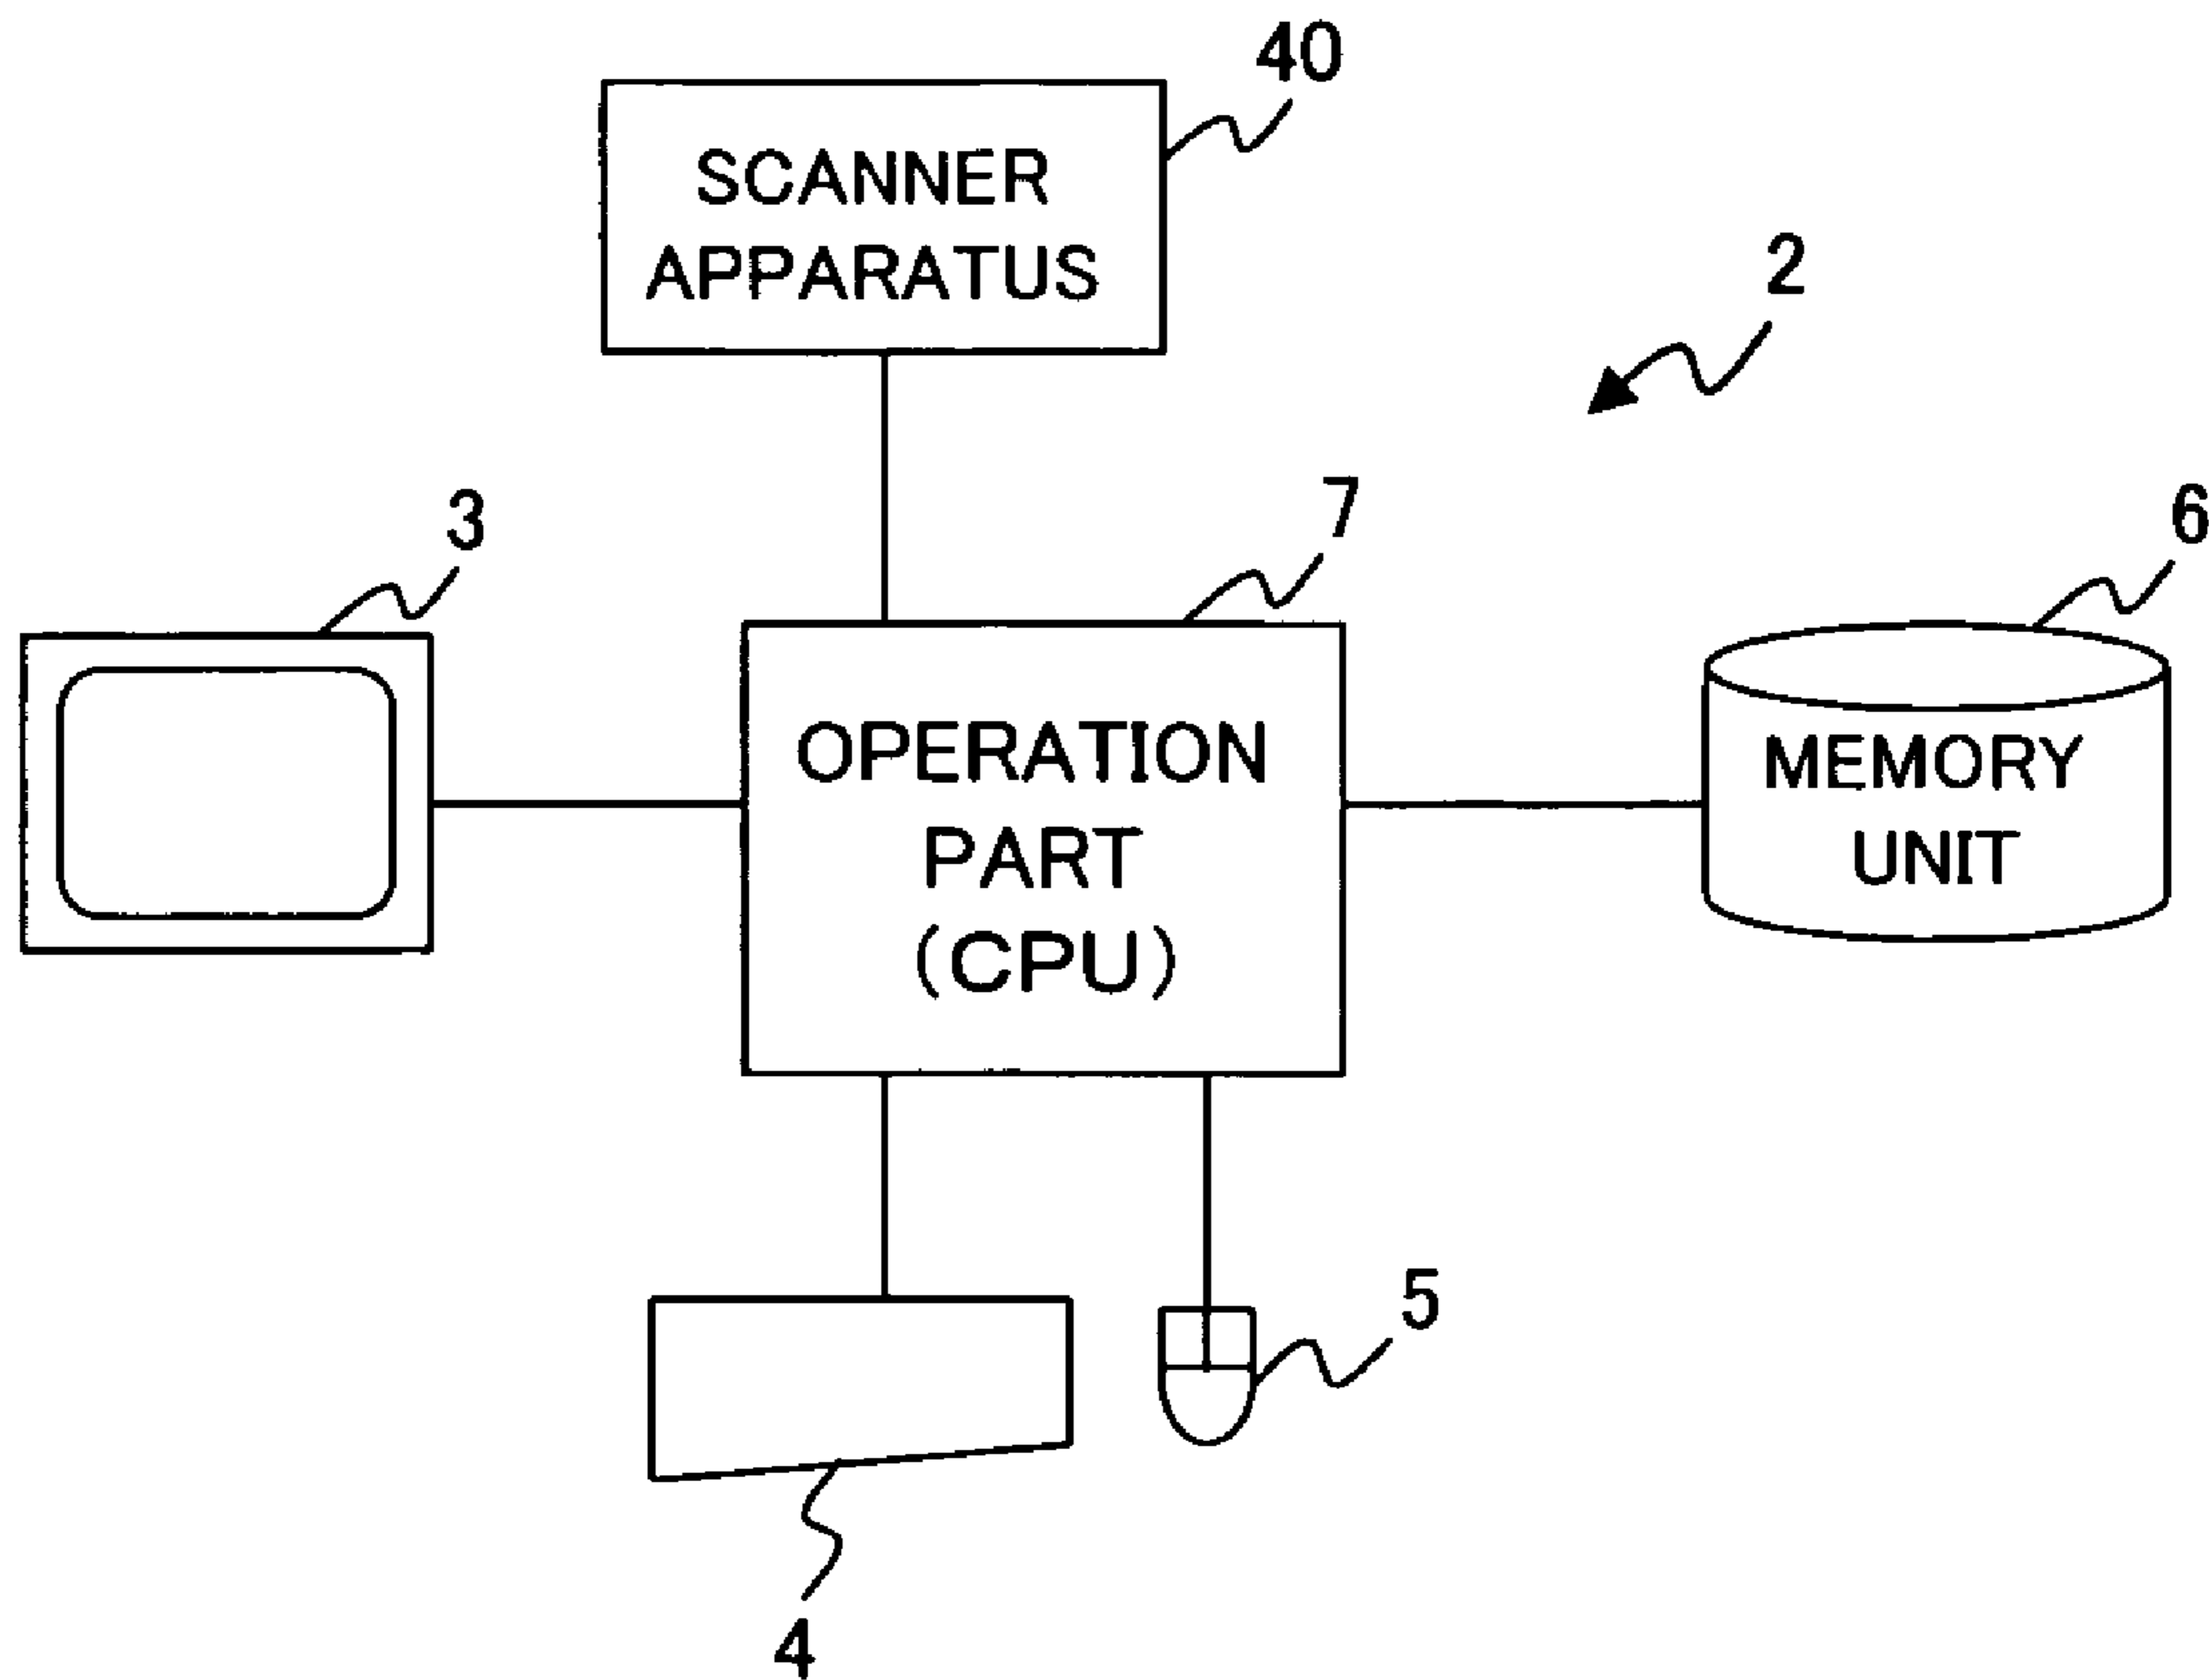 40
SCANNER
APPARATUS
2
3
7
6
OPERATION
PART
(CPU)
MEMORY
UNIT
5
4